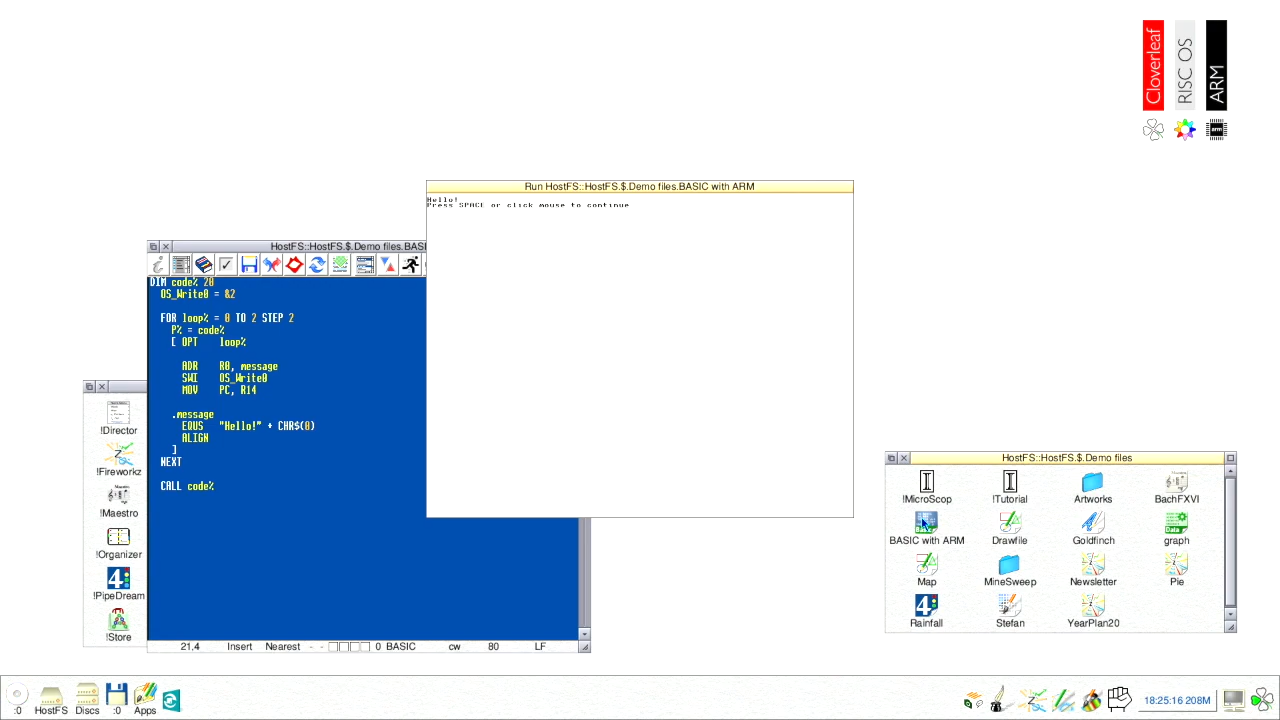 Cloverleaf
RISC OS
ARM
Run HostFS::HostFS.$.Demo files.BASIC with ARM
Hello!
Press SPACE or click mouse to continue
HostFS::HostFS.$.Demo files.BASI
DIM code% 20
OS_Write0 = &2
FOR loop% = 0 TO 2 STEP 2
P% = code%
[ OPT loop%
ADR R0, message
SWI OS_Write0
MOV PC, R14
.message
EQUS "Hello!" + CHR$(0)
ALIGN
]
NEXT
CALL code%
21,4 Insert Nearest - - 0 BASIC cw 80 LF
!Director
!Fireworkz
!Maestro
!Organizer
!PipeDream
!Store
HostFS::HostFS.$.Demo files
!MicroScop !Tutorial Artworks BachFXVI
BASIC with ARM Drawfile Goldfinch graph
Map MineSweep Newsletter Pie
Rainfall Stefan YearPlan20
:0 HostFS Discs :0 Apps
18:25:16 208M